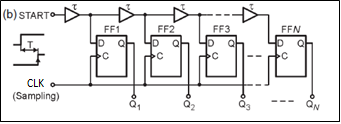 (b) START
τ τ τ τ
FF1 FF2 FF3 FFN
T
D Q D Q D Q D Q
C C C C
CLK
(Sampling)
Q1 Q2 Q3 QN